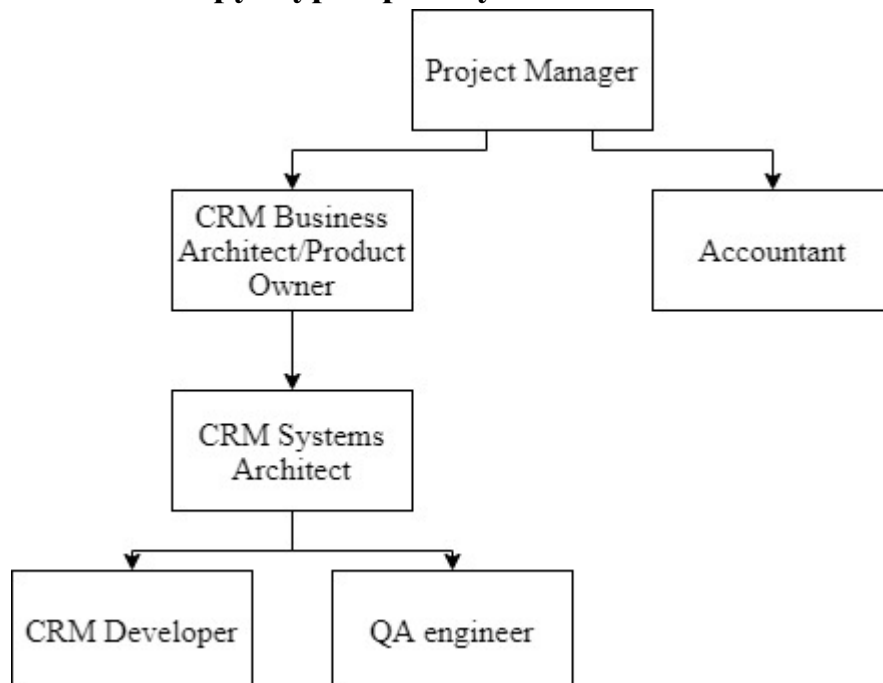 Project Manager
CRM Business
Architect/Product
Owner
Accountant
CRM Systems
Architect
CRM Developer
QA engineer